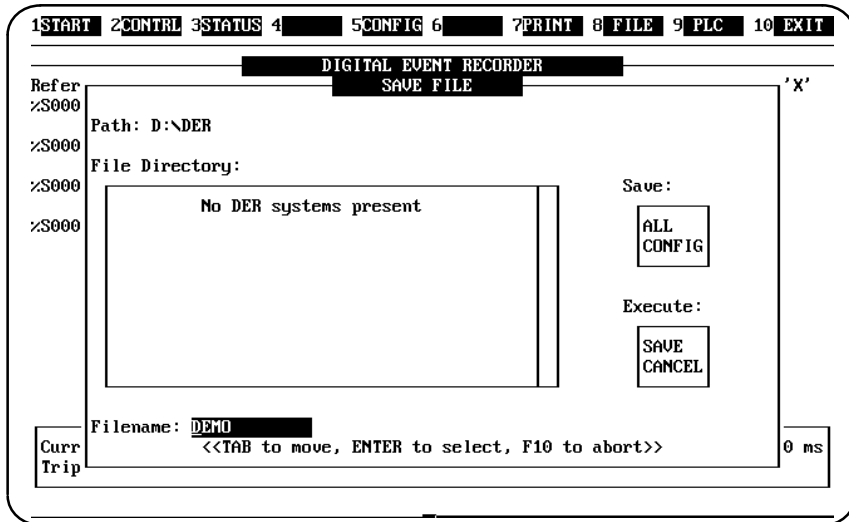 1START 2CONTRL 3STATUS 4 5CONFIG 6 7PRINT 8 FILE 9 PLC 10 EXIT
DIGITAL EVENT RECORDER
Refer SAVE FILE 'X'
%S000
Path: D:\DER
%S000
File Directory:
%S000 Save:
No DER systems present
%S000 ALL
CONFIG
Execute:
SAVE
CANCEL
Filename: DEMO
Curr <<TAB to move, ENTER to select, F10 to abort>> 0 ms
Trip